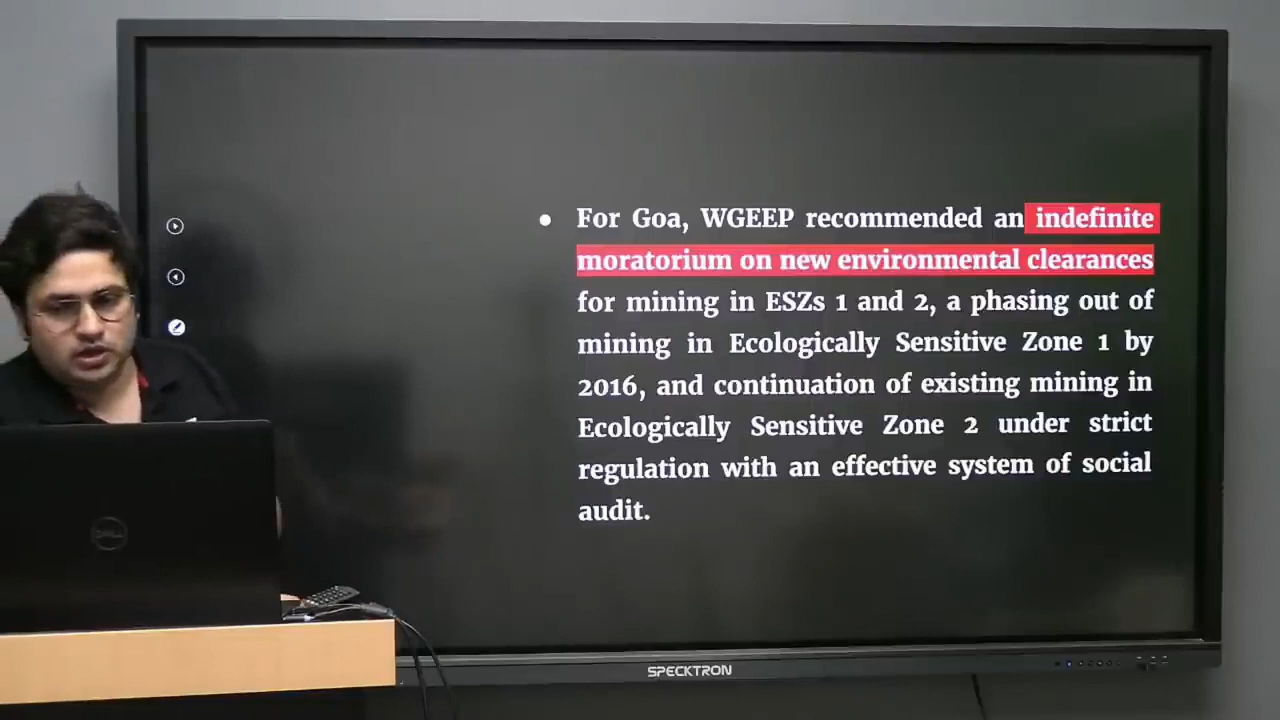 • For Goa, WGEEP recommended an indefinite
moratorium on new environmental clearances
for mining in ESZs 1 and 2, a phasing out of
mining in Ecologically Sensitive Zone 1 by
2016, and continuation of existing mining in
Ecologically Sensitive Zone 2 under strict
regulation with an effective system of social
audit.
DELL
SPECKTRON